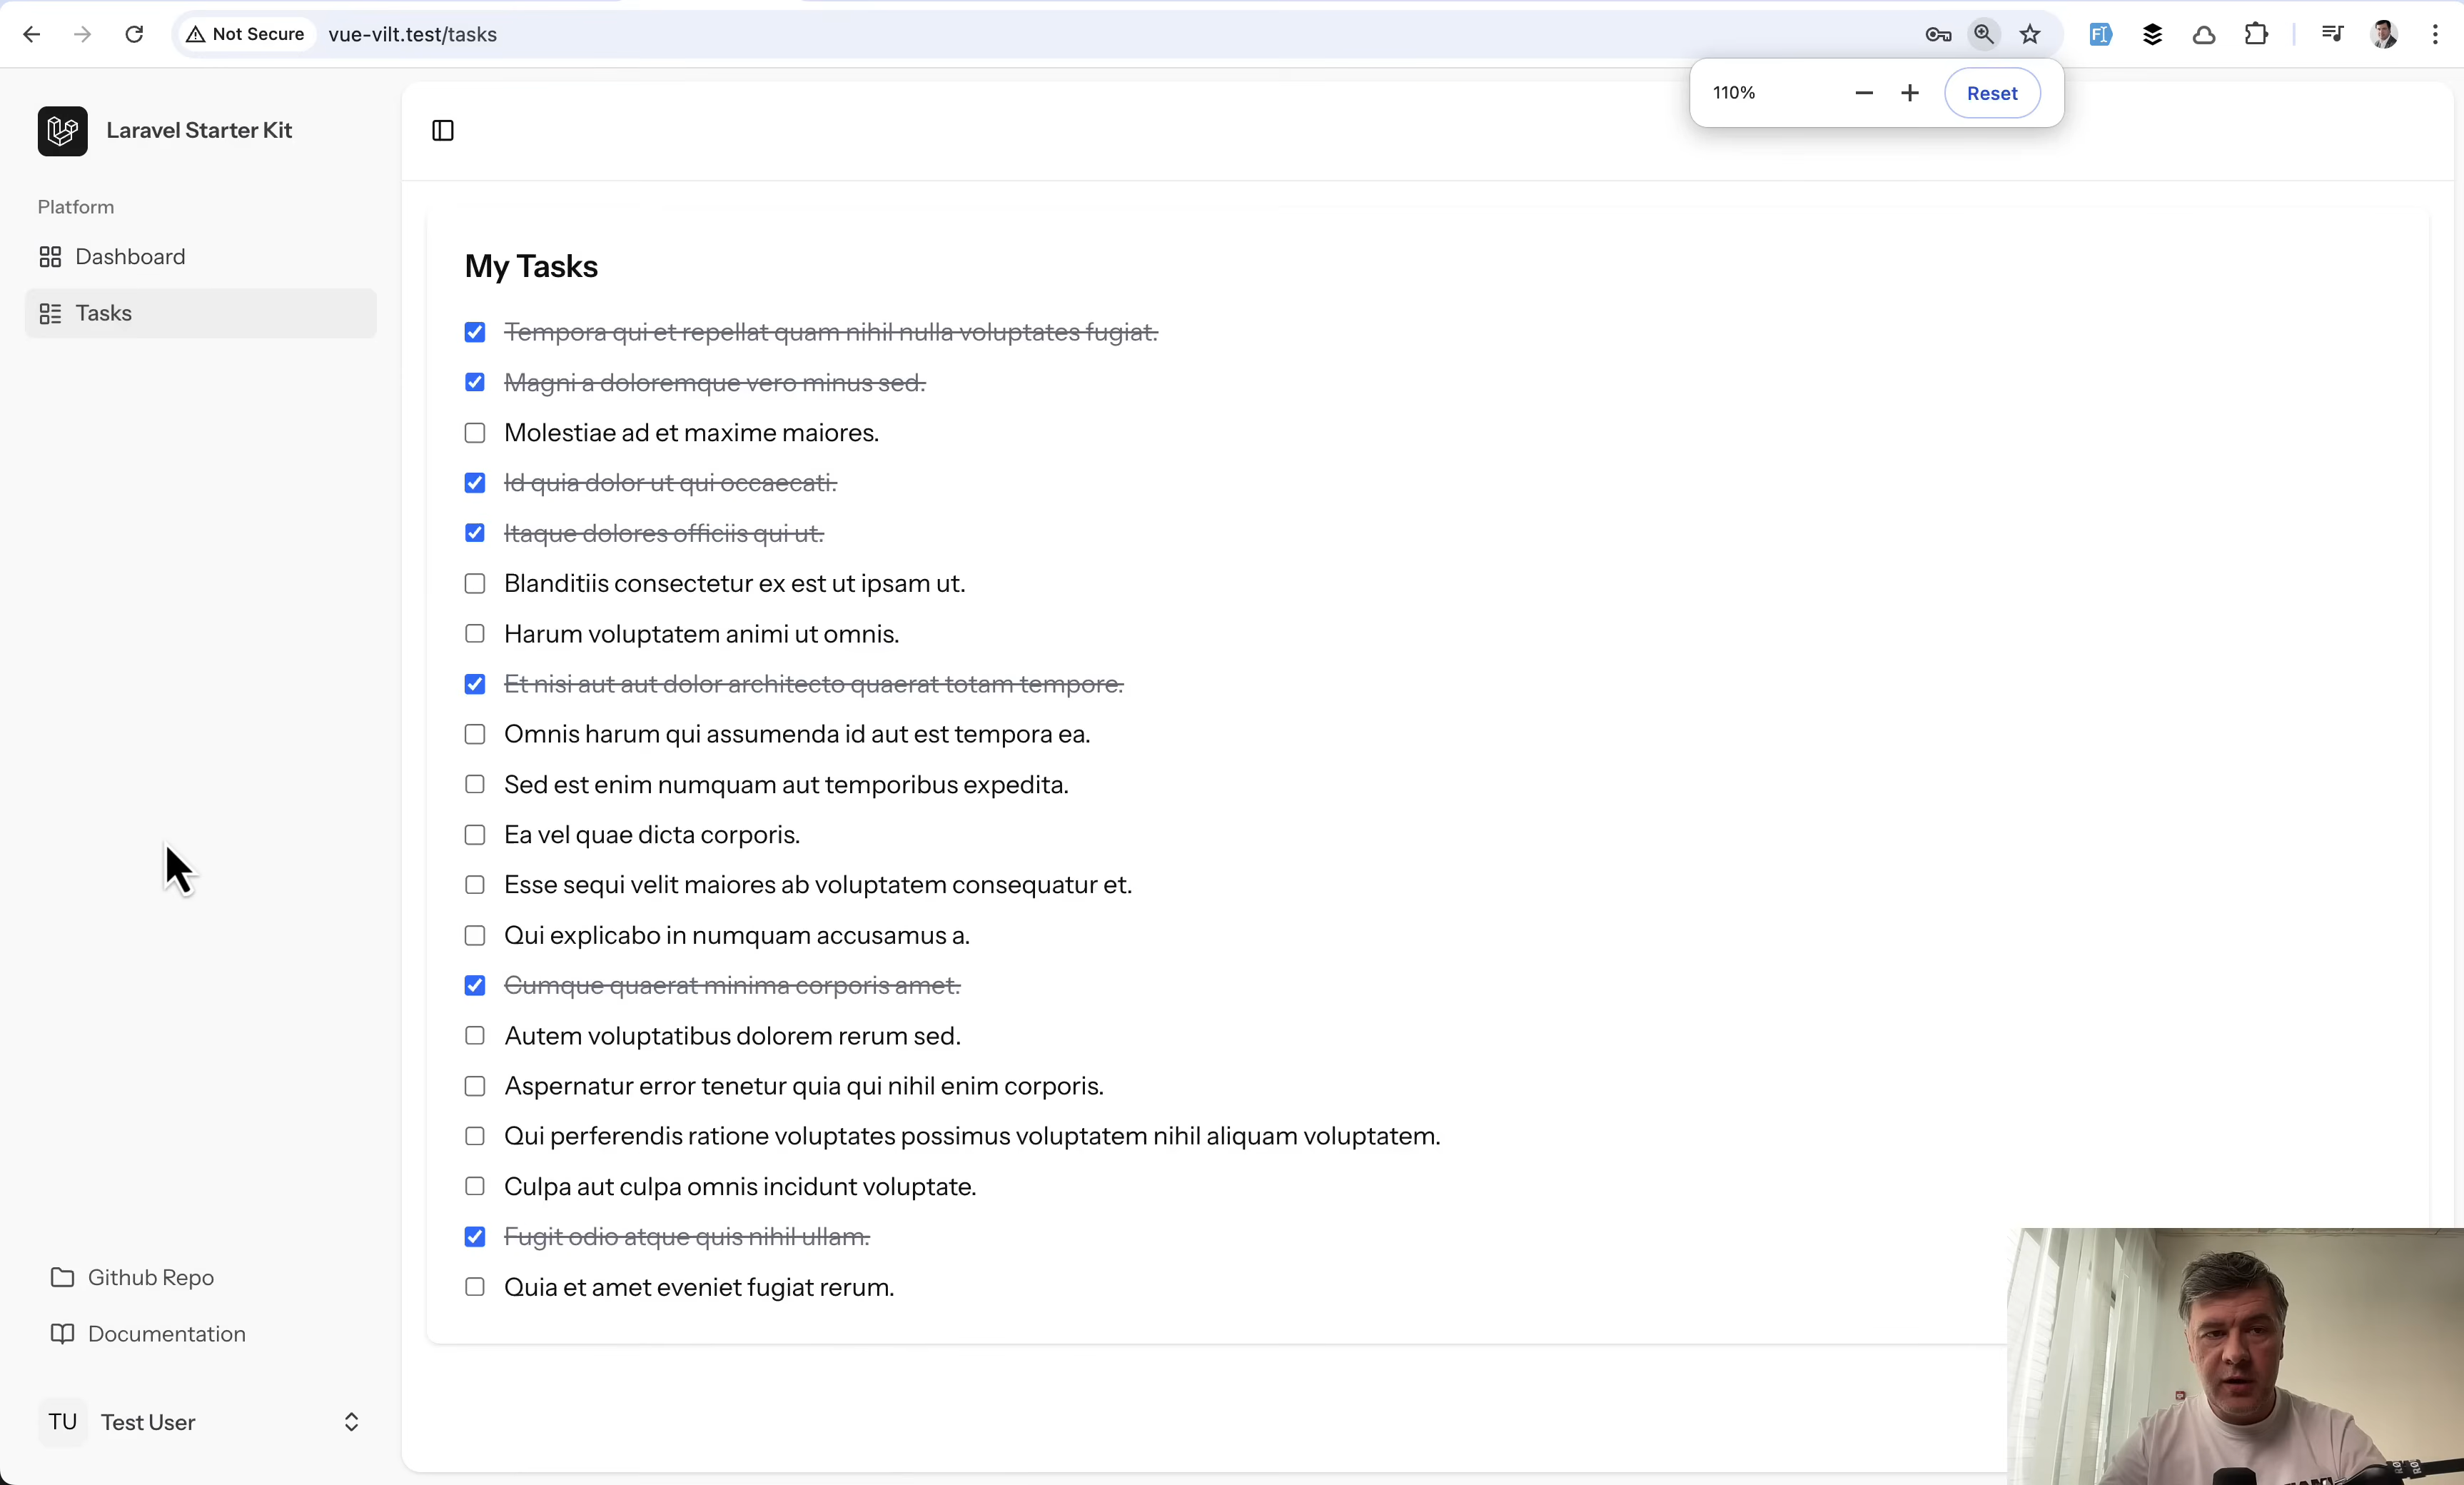 Not Secure
vue-vilt.test/tasks
110%
Reset
Laravel Starter Kit
Platform
Dashboard
Tasks
My Tasks
Tempora qui et repellat quam nihil nulla voluptates fugiat.
Magni a doloremque vero minus sed.
Molestiae ad et maxime maiores.
Id quia dolor ut qui occaecati.
Itaque dolores officiis qui ut.
Blanditiis consectetur ex est ut ipsam ut.
Harum voluptatem animi ut omnis.
Et nisi aut aut dolor architecto quaerat totam tempore.
Omnis harum qui assumenda id aut est tempora ea.
Sed est enim numquam aut temporibus expedita.
Ea vel quae dicta corporis.
Esse sequi velit maiores ab voluptatem consequatur et.
Qui explicabo in numquam accusamus a.
Cumque quaerat minima corporis amet.
Autem voluptatibus dolorem rerum sed.
Aspernatur error tenetur quia qui nihil enim corporis.
Qui perferendis ratione voluptates possimus voluptatem nihil aliquam voluptatem.
Culpa aut culpa omnis incidunt voluptate.
Fugit odio atque quis nihil ullam.
Quia et amet eveniet fugiat rerum.
Github Repo
Documentation
TU Test User